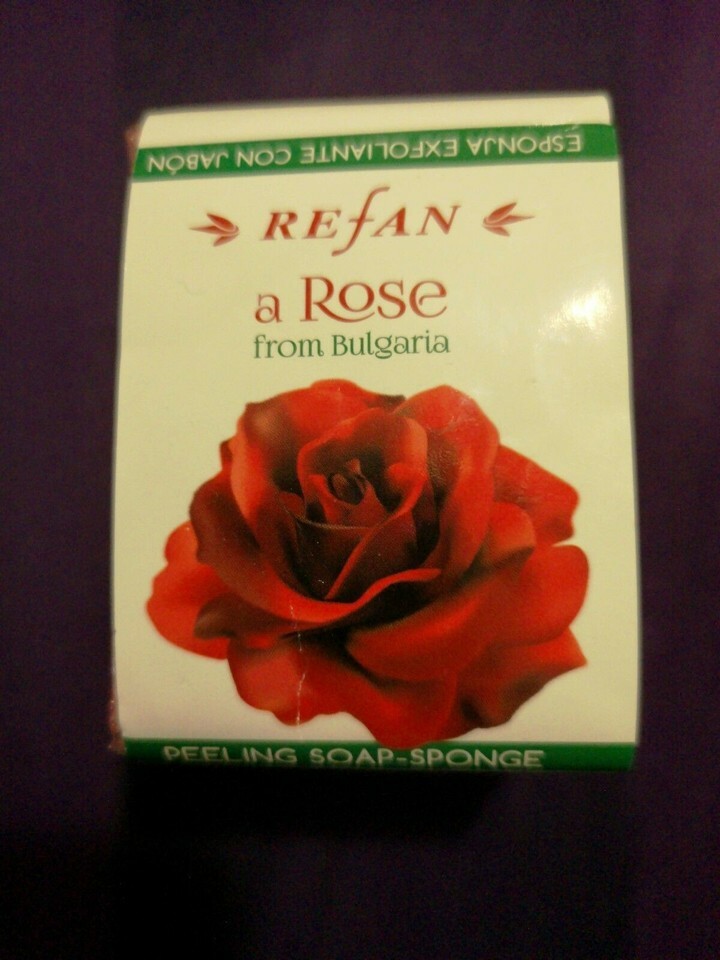 ESPONJA EXFOLIANTE CON JABÓN
REfAN
a Rose
from Bulgaria
PEELING SOAP-SPONGE